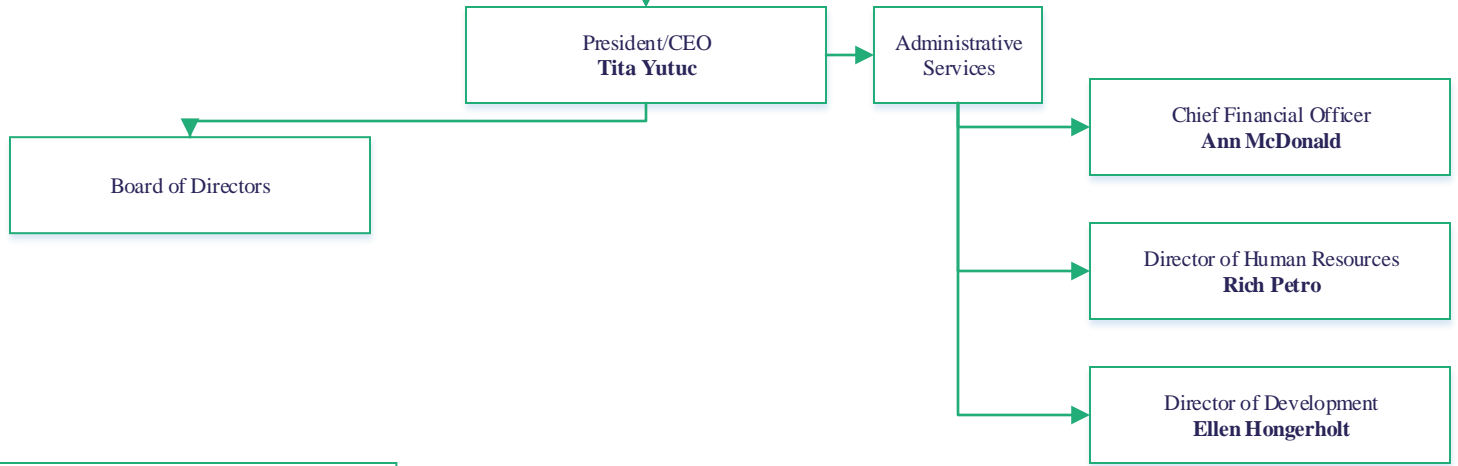 President/CEO
Tita Yutuc
Administrative
Services
Chief Financial Officer
Ann McDonald
Board of Directors
Director of Human Resources
Rich Petro
Director of Development
Ellen Hongerholt